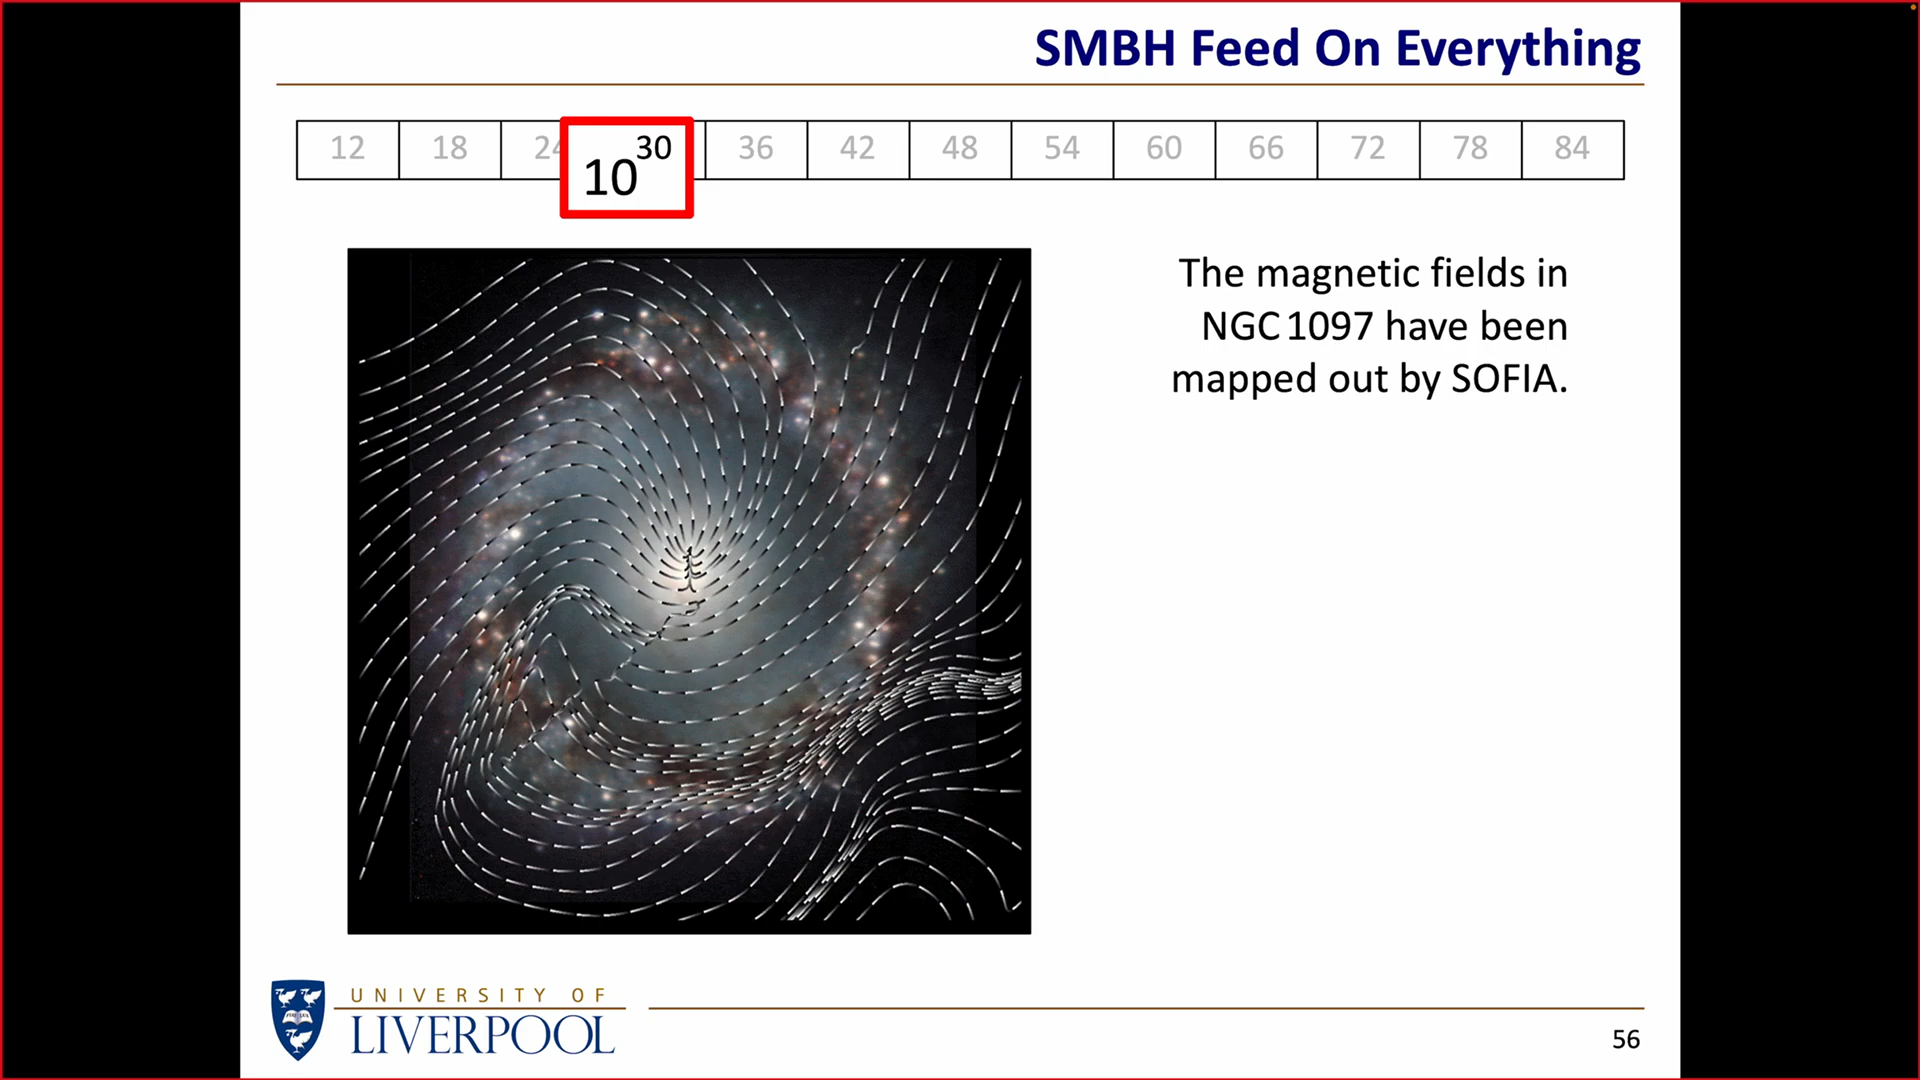 SMBH Feed On Everything
12 18 24 10^30 36 42 48 54 60 66 72 78 84
The magnetic fields in
NGC 1097 have been
mapped out by SOFIA.
UNIVERSITY OF
LIVERPOOL
56